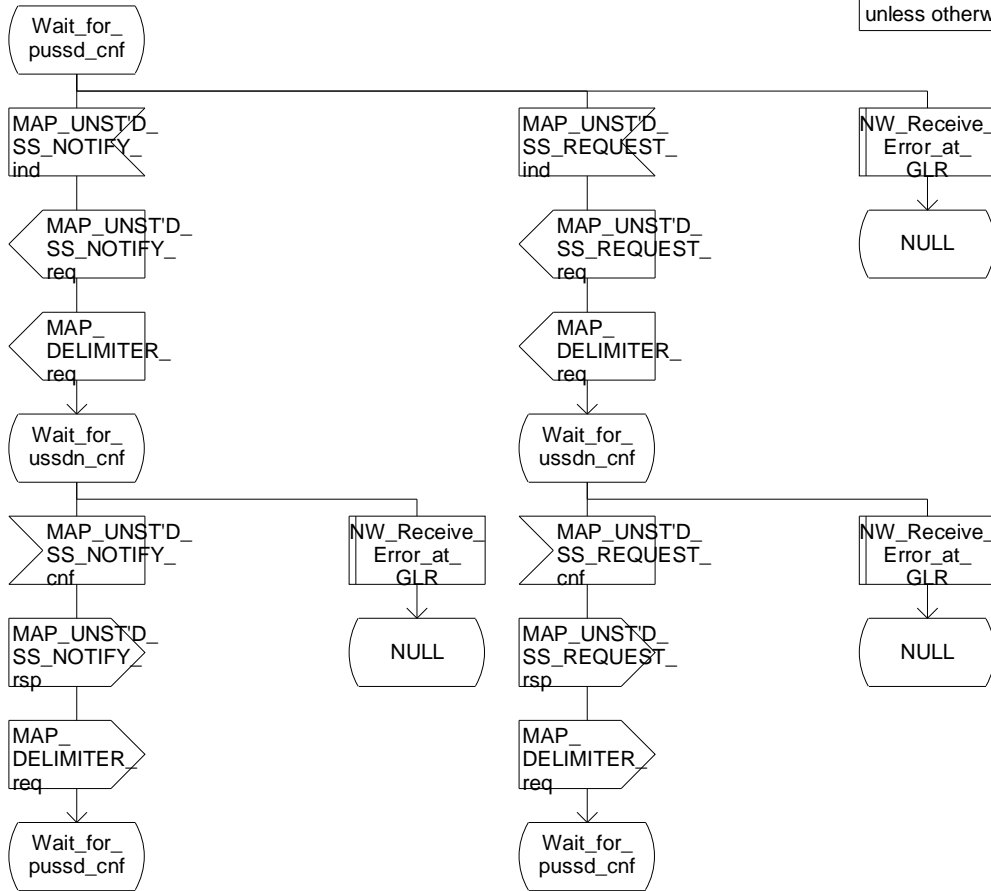 unless otherw
Wait_for_
pussd_cnf
MAP_UNST'D_
SS_NOTIFY_
ind
MAP_UNST'D_
SS_REQUEST_
ind
NW_Receive_
Error_at_
GLR
MAP_UNST'D_
SS_NOTIFY_
req
MAP_UNST'D_
SS_REQUEST_
req
NULL
MAP_
DELIMITER_
req
MAP_
DELIMITER_
req
Wait_for_
ussdn_cnf
Wait_for_
ussdn_cnf
MAP_UNST'D_
SS_NOTIFY_
cnf
NW_Receive_
Error_at_
GLR
MAP_UNST'D_
SS_REQUEST_
cnf
NW_Receive_
Error_at_
GLR
MAP_UNST'D_
SS_NOTIFY_
rsp
NULL
MAP_UNST'D_
SS_REQUEST_
rsp
NULL
MAP_
DELIMITER_
req
MAP_
DELIMITER_
req
Wait_for_
pussd_cnf
Wait_for_
pussd_cnf